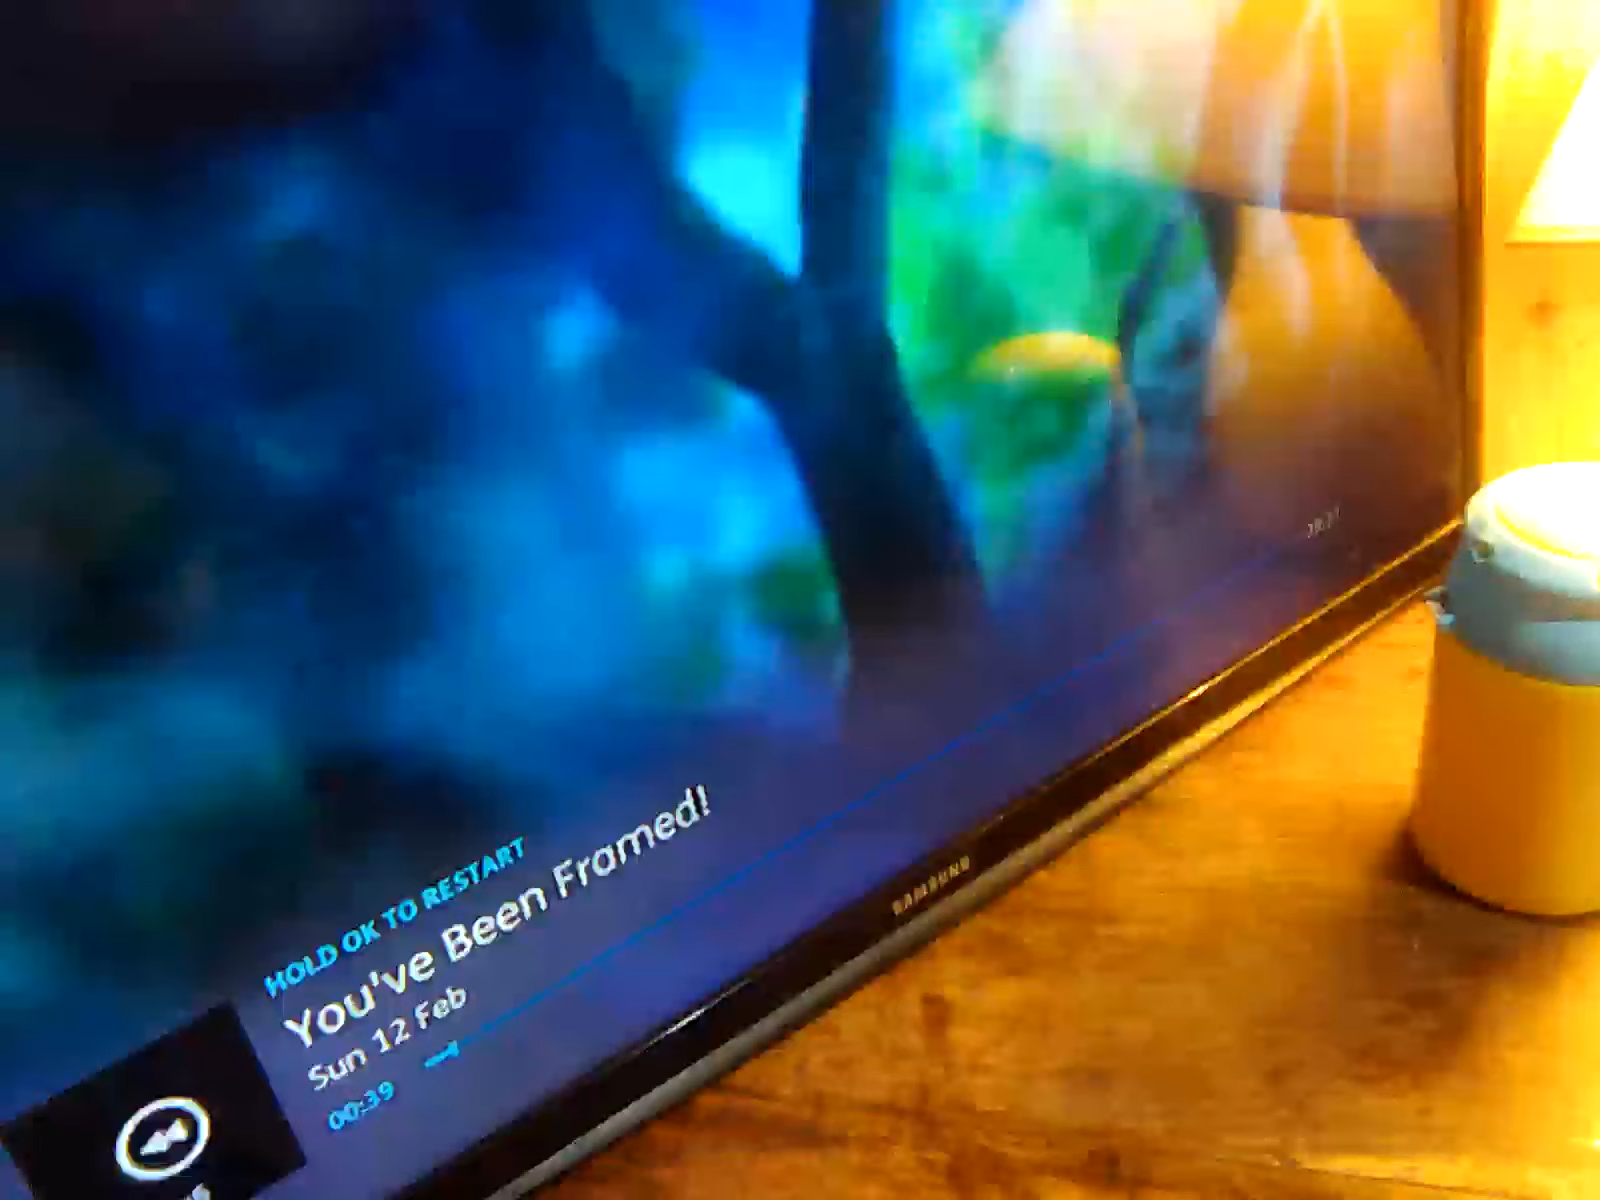 HOLD OK TO RESTART
You've Been Framed!
Sun 12 Feb
00:39
SAMSUNG